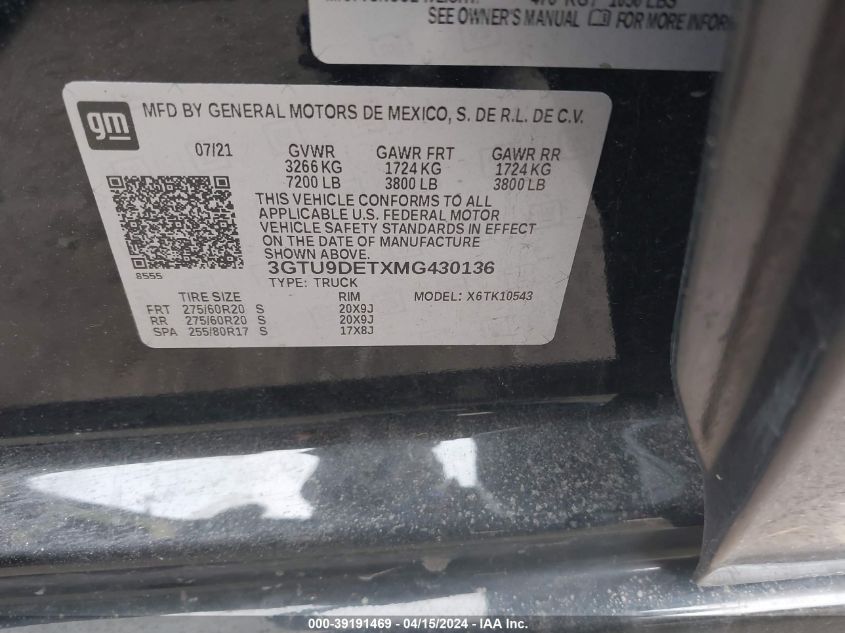 SEE OWNER'S MANUAL FOR MORE
gm
MFD BY GENERAL MOTORS DE MEXICO, S. DE R.L. DE C.V.
07/21 GVWR GAWR FRT GAWR RR
3266 KG 1724 KG 1724 KG
7200 LB 3800 LB 3800 LB
THIS VEHICLE CONFORMS TO ALL
APPLICABLE U.S. FEDERAL MOTOR
VEHICLE SAFETY STANDARDS IN EFFECT
ON THE DATE OF MANUFACTURE
SHOWN ABOVE.
8555
3GTU9DETXMG430136
TYPE: TRUCK MODEL: X6TK10543
TIRE SIZE RIM
FRT 275/60R20 S 20X9J
RR 275/60R20 S 20X9J
SPA 255/80R17 S 17X8J
000-39191469 - 04/15/2024 - IAA Inc.